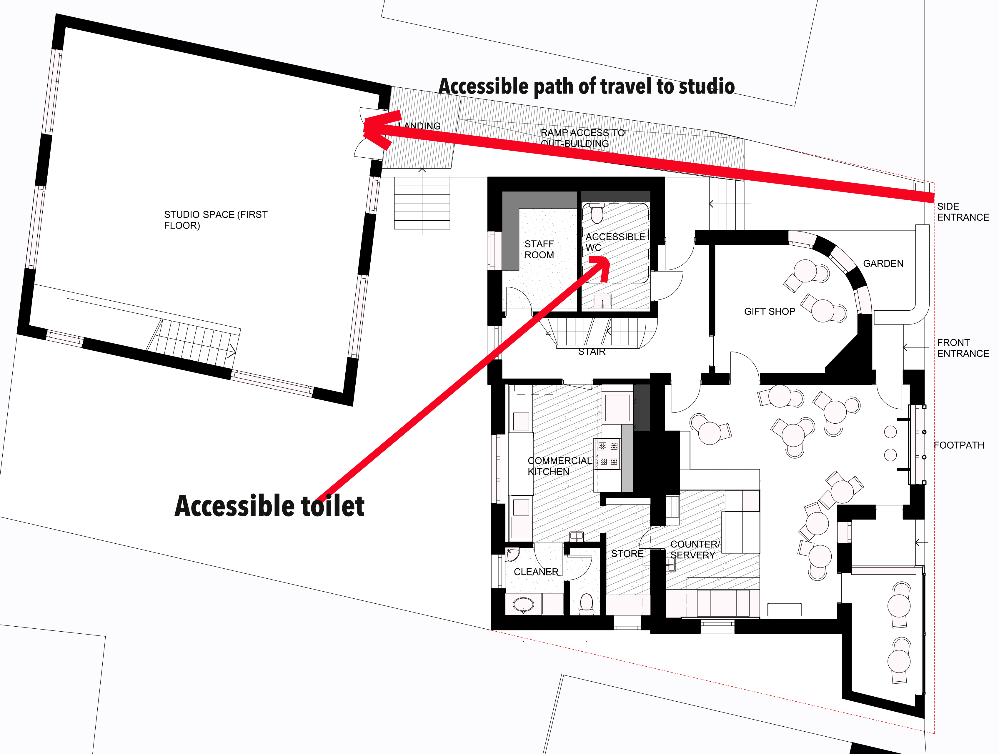 Accessible path of travel to studio
LANDING
RAMP ACCESS TO
OUT-BUILDING
SIDE
ENTRANCE
STUDIO SPACE (FIRST
FLOOR)
STAFF
ROOM
ACCESSIBLE
WC
GARDEN
GIFT SHOP
STAIR
FRONT
ENTRANCE
FOOTPATH
COMMERCIAL
KITCHEN
Accessible toilet
COUNTER/
SERVERY
STORE
CLEANER